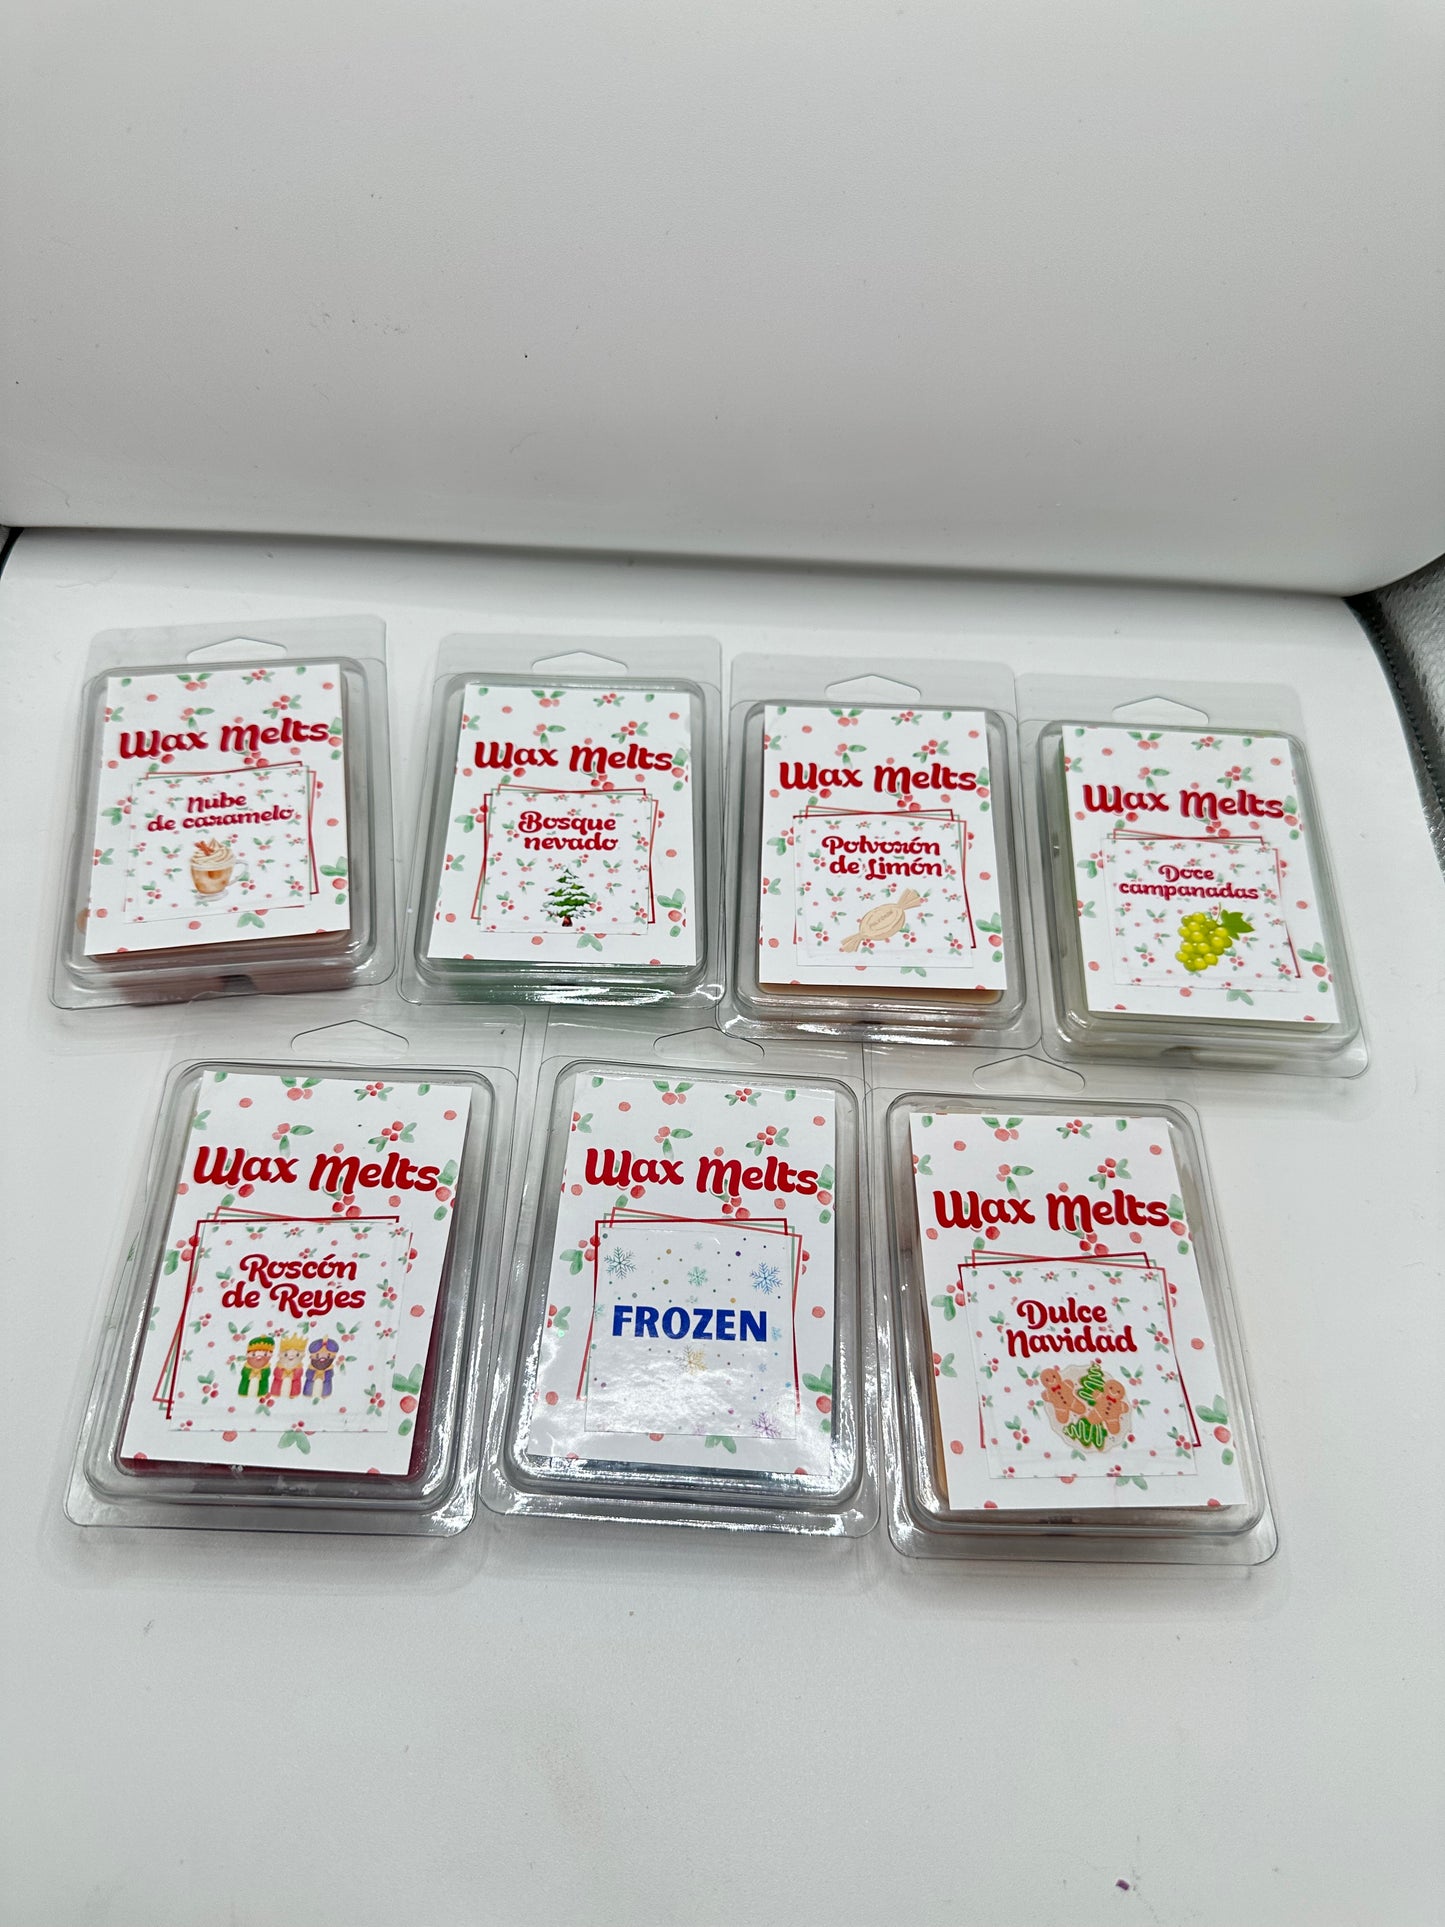 Wax Melts
Nube
de caramelo
Wax Melts
Bosque
nevado
Wax Melts
Polvorón
de Limón
Wax Melts
Doce
campanadas
Wax Melts
Roscón
de Reyes
Wax Melts
FROZEN
Wax Melts
Dulce
Navidad